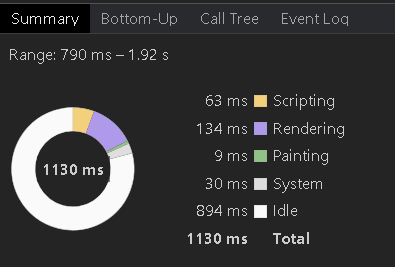 Summary Bottom-Up Call Tree Event Log
Range: 790 ms – 1.92 s
63 ms Scripting
134 ms Rendering
9 ms Painting
1130 ms
30 ms System
894 ms Idle
1130 ms Total